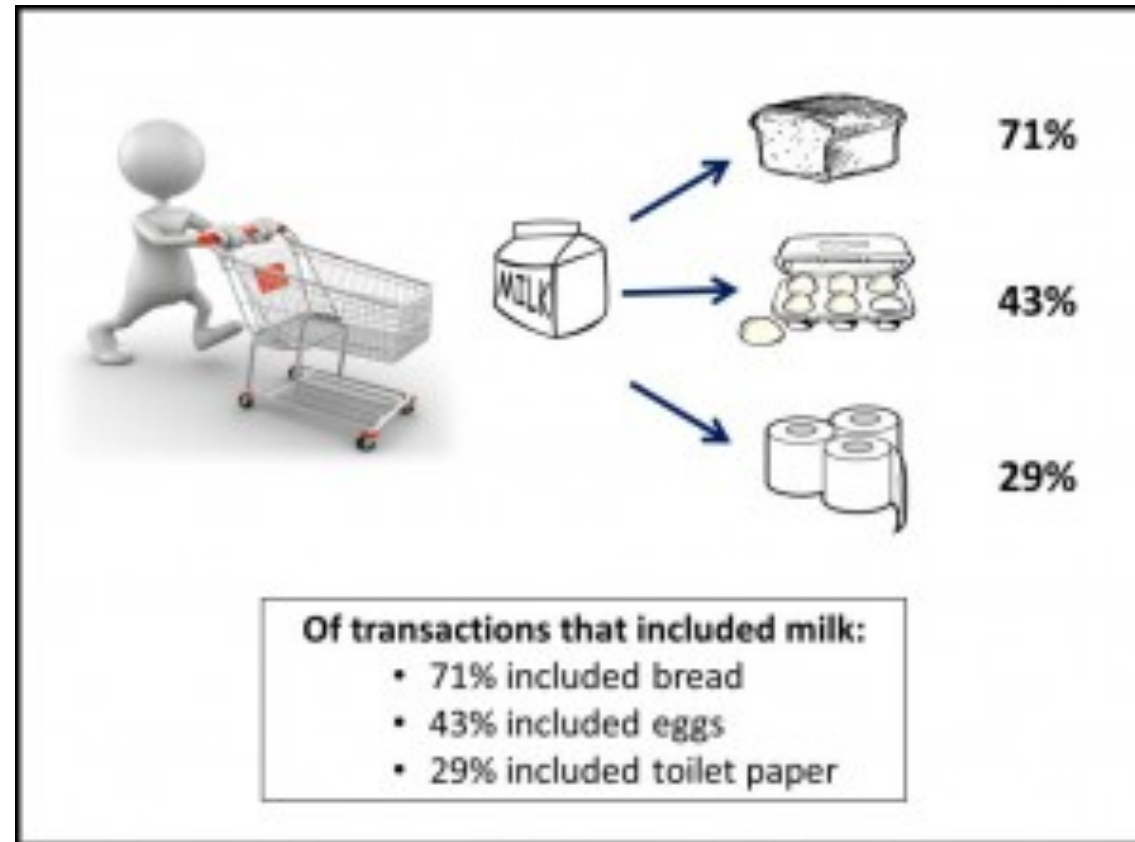 71%
MILK
43%
29%
Of transactions that included milk:
• 71% included bread
• 43% included eggs
• 29% included toilet paper